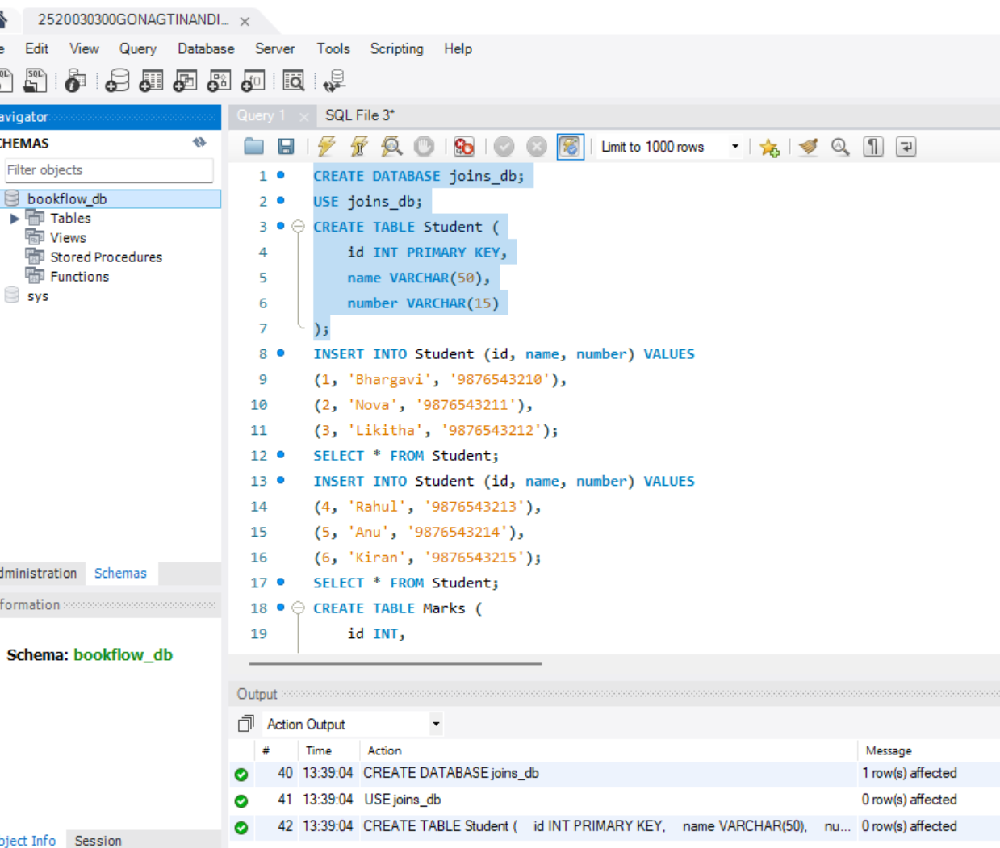 2520030300GONAGTINANDI...
Edit View Query Database Server Tools Scripting Help
avigator
CHEMAS
Filter objects
bookflow_db
Tables
Views
Stored Procedures
Functions
sys
dministration Schemas
formation
Schema: bookflow_db
bject Info Session
Query 1 SQL File 3*
Limit to 1000 rows
1 CREATE DATABASE joins_db;
2 USE joins_db;
3 CREATE TABLE Student (
4 id INT PRIMARY KEY,
5 name VARCHAR(50),
6 number VARCHAR(15)
7 );
8 INSERT INTO Student (id, name, number) VALUES
9 (1, 'Bhargavi', '9876543210'),
10 (2, 'Nova', '9876543211'),
11 (3, 'Likitha', '9876543212');
12 SELECT * FROM Student;
13 INSERT INTO Student (id, name, number) VALUES
14 (4, 'Rahul', '9876543213'),
15 (5, 'Anu', '9876543214'),
16 (6, 'Kiran', '9876543215');
17 SELECT * FROM Student;
18 CREATE TABLE Marks (
19 id INT,
Output
Action Output
# Time Action Message
40 13:39:04 CREATE DATABASE joins_db 1 row(s) affected
41 13:39:04 USE joins_db 0 row(s) affected
42 13:39:04 CREATE TABLE Student ( id INT PRIMARY KEY, name VARCHAR(50), nu... 0 row(s) affected